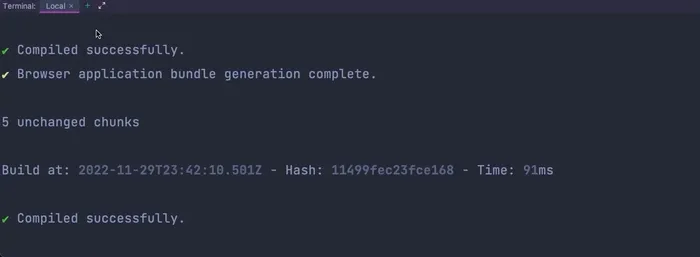 Terminal: Local × +
✔ Compiled successfully.
✔ Browser application bundle generation complete.
5 unchanged chunks
Build at: 2022-11-29T23:42:10.501Z - Hash: 11499fec23fce168 - Time: 91ms
✔ Compiled successfully.